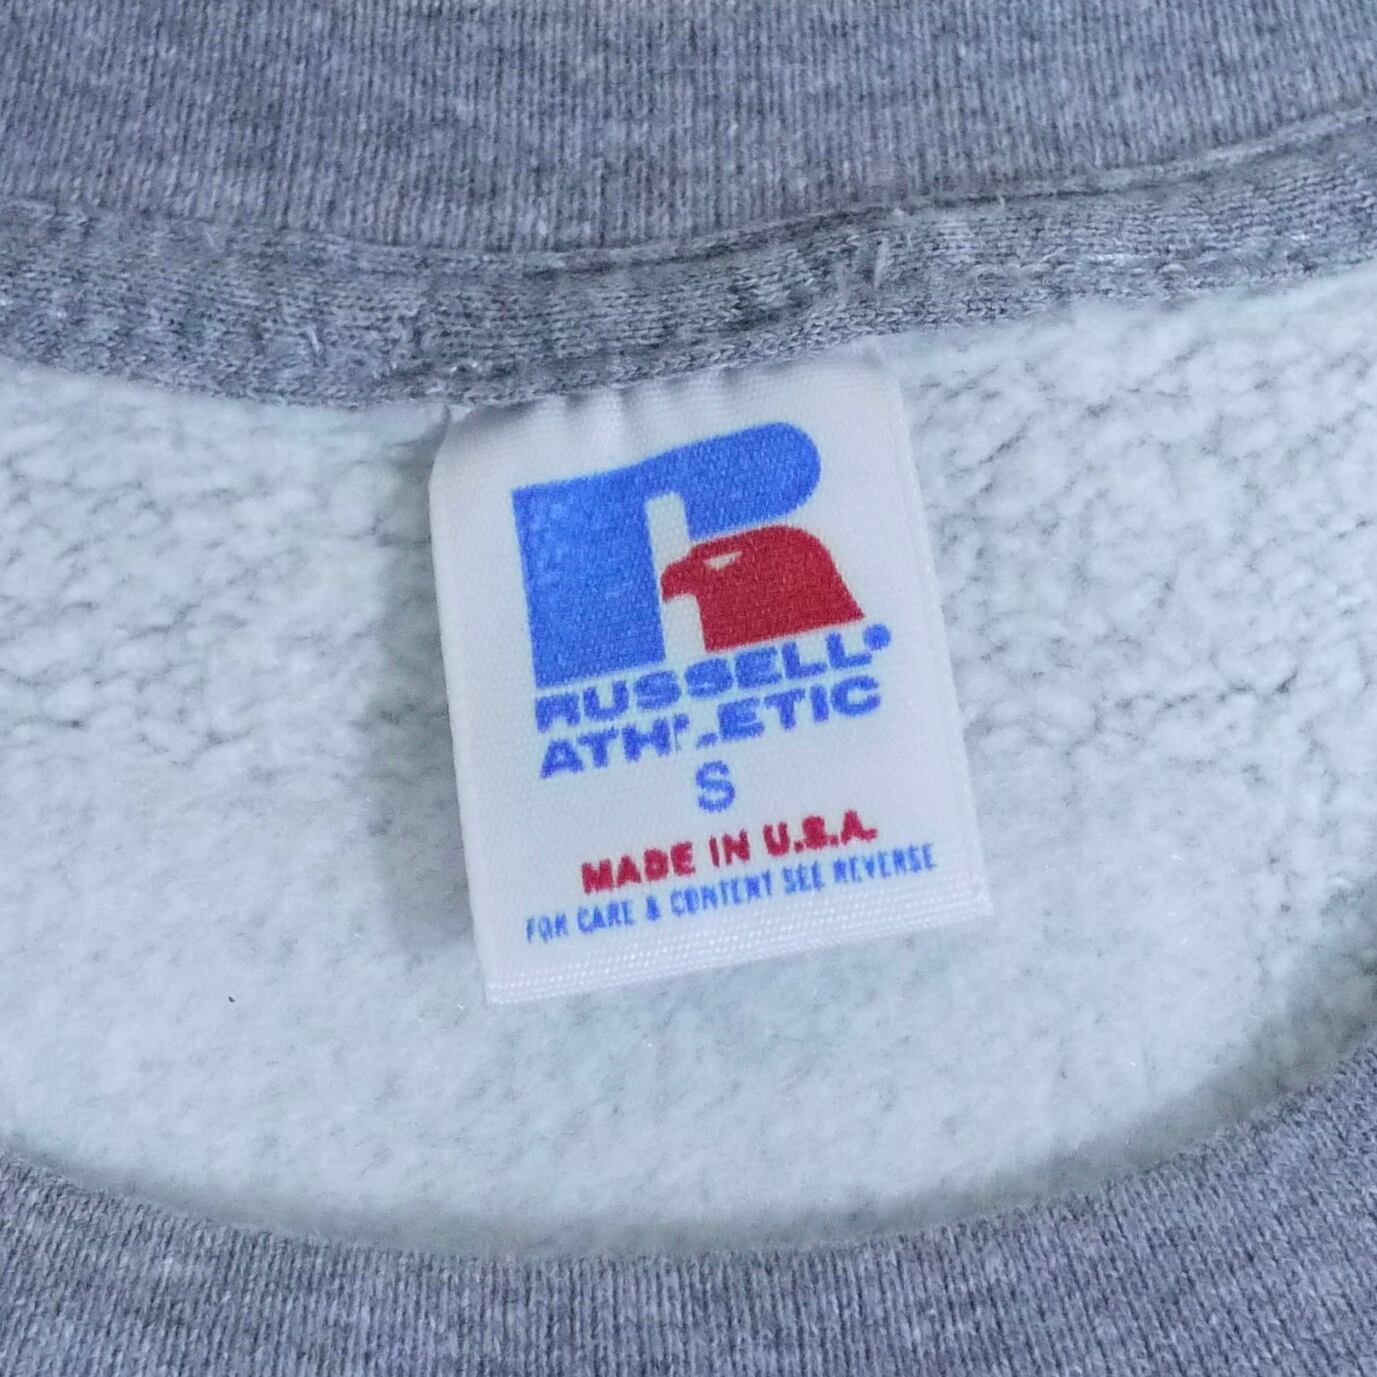 R
RUSSELL®
ATHLETIC
S
MADE IN U.S.A.
FOR CARE & CONTENT SEE REVERSE